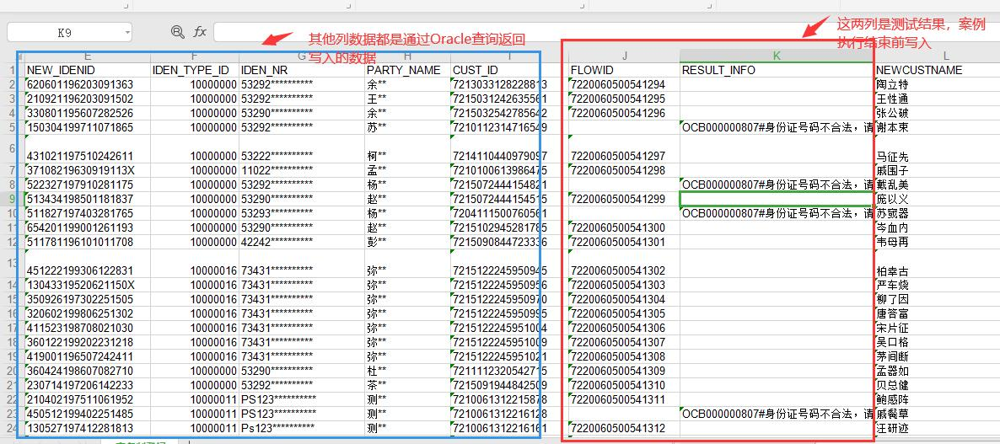 K9
fx
其他列数据都是通过Oracle查询返回
写入的数据
这两列是测试结果，案例
执行结束前写入
E F G H I J K L
1 NEW_IDENID IDEN_TYPE_ID IDEN_NR PARTY_NAME CUST_ID FLOWID RESULT_INFO NEWCUSTNAME
2 620601196203091363 10000000 53292********** 余** 7213033128228813 7220060500541294 陶立特
3 210921196203091502 10000000 53292********** 王** 7215031242635561 7220060500541295 王性通
4 330801195607282526 10000000 53290********** 余** 7215032542785642 7220060500541296 张公破
5 150304199711071865 10000000 53292********** 苏** 7210112314716549 OCB000000807#身份证号码不合法，请 谢本束
6 431021197510242611 10000000 53222********** 柯** 7214110440979097 7220060500541297 马征先
7 37108219630919113X 10000000 11022********** 孟** 7210100613986475 7220060500541298 戚围子
8 522327197910281175 10000000 53292********** 杨** 7215072444154821 OCB000000807#身份证号码不合法，请 戴乱美
9 513434198501181837 10000000 53290********** 赵** 7215072444154515 7220060500541299 庞以义
10 511827197403281765 10000000 53293********** 杨** 7204111500760561 OCB000000807#身份证号码不合法，请 苏寇器
11 654201199001261193 10000000 53290********** 赵** 7215102945281785 7220060500541300 岑血内
12 511781196101011708 10000000 42242********** 彭** 7215090844723336 7220060500541301 韦母再
13 451222199306122831 10000016 73431********** 弥** 7215122245950945 7220060500541302 柏幸古
14 13043319520621150X 10000016 73431********** 弥** 7215122245950956 7220060500541303 严车烧
15 350926197302251505 10000016 73431********** 弥** 7215122245950970 7220060500541304 柳了因
16 320602199806251302 10000016 73431********** 弥** 7215122245950995 7220060500541305 唐答富
17 411523198708021030 10000016 73431********** 弥** 7215122245951004 7220060500541306 宋片征
18 360122199202231218 10000016 73431********** 弥** 7215122245951009 7220060500541307 吴口格
19 419001196507242411 10000016 73431********** 弥** 7215122245951021 7220060500541308 茅间断
20 360424198607082710 10000000 53290********** 杜** 7211112320542715 7220060500541309 孟器如
21 230714197206142233 10000000 53292********** 茶** 7215091944842509 7220060500541310 贝总健
22 210402197511061952 10000011 PS123********** 测** 7210061312215878 7220060500541311 鲍感阵
23 450512199402251485 10000011 PS123********** 测** 7210061312216128 OCB000000807#身份证号码不合法，请 戚餐草
24 130527197412281813 10000011 Ps123********** 测** 7210061312216161 7220060500541312 汪研迹